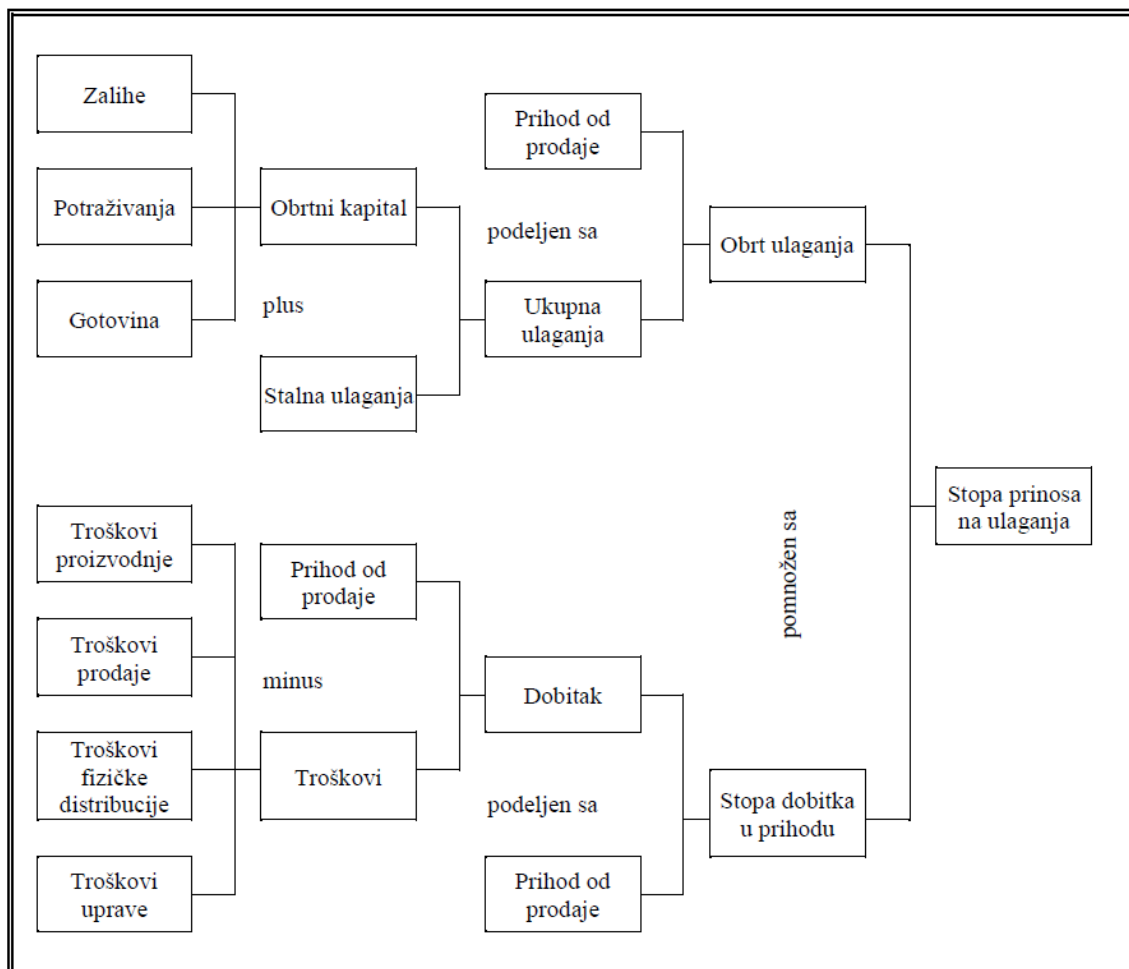 Zalihe
Potraživanja
Gotovina
Obrtni kapital
plus
Stalna ulaganja
Prihod od
prodaje
podeljen sa
Ukupna
ulaganja
Obrt ulaganja
Troškovi
proizvodnje
Troškovi
prodaje
Troškovi
fizičke
distribucije
Troškovi
uprave
Prihod od
prodaje
minus
Troškovi
Dobitak
podeljen sa
Prihod od
prodaje
Stopa dobitka
u prihodu
pomnožen sa
Stopa prinosa
na ulaganja